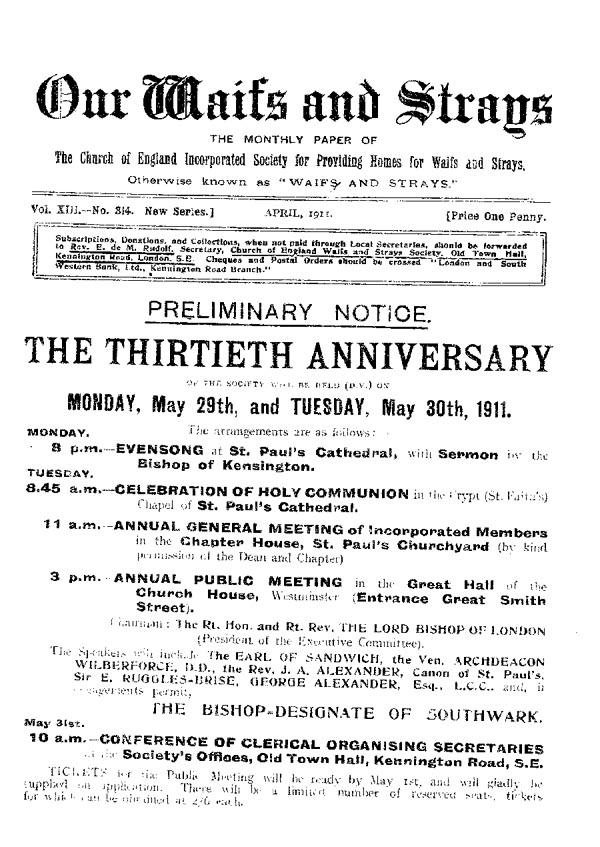 Our Waifs and Strays
THE MONTHLY PAPER OF
The Church of England Incorporated Society for Providing Homes for Waifs and Strays,
Otherwise known as "WAIFS AND STRAYS."
Vol. XIII.—No. 314. New Series.] APRIL, 1911. [Price One Penny.
Subscriptions, Donations, and Collections, when not paid through Local Secretaries, should be forwarded
to Rev. E. de M. Rudolf, Secretary, Church of England Waifs and Strays Society, Old Town Hall,
Kennington Road, London, S.E. Cheques and Postal Orders should be crossed "London and South
Western Bank, Ltd., Kennington Road Branch."
PRELIMINARY NOTICE.
THE THIRTIETH ANNIVERSARY
OF THE SOCIETY WILL BE HELD (D.V.) ON
MONDAY, May 29th, and TUESDAY, May 30th, 1911.
The arrangements are as follows:
MONDAY.
8 p.m.—EVENSONG at St. Paul's Cathedral, with Sermon by the
Bishop of Kensington.
TUESDAY.
8.45 a.m.—CELEBRATION OF HOLY COMMUNION in the Crypt (St. Faith's)
Chapel of St. Paul's Cathedral.
11 a.m.—ANNUAL GENERAL MEETING of Incorporated Members
in the Chapter House, St. Paul's Churchyard (by kind
permission of the Dean and Chapter)
3 p.m.—ANNUAL PUBLIC MEETING in the Great Hall of the
Church House, Westminster (Entrance Great Smith
Street).
Chairman: The Rt. Hon. and Rt. Rev. THE LORD BISHOP OF LONDON
(President of the Executive Committee).
The Speakers will include The EARL OF SANDWICH, the Ven. ARCHDEACON
WILBERFORCE, D.D., the Rev. J. A. ALEXANDER, Canon of St. Paul's,
Sir E. RUGGLES-BRISE, GEORGE ALEXANDER, Esq., L.C.C., and, if
engagements permit,
THE BISHOP-DESIGNATE OF SOUTHWARK.
May 31st.
10 a.m.—CONFERENCE OF CLERICAL ORGANISING SECRETARIES
at the Society's Offices, Old Town Hall, Kennington Road, S.E.
TICKETS for the Public Meeting will be ready by May 1st, and will gladly be
supplied on application. There will be a limited number of reserved seats, tickets
for which can be obtained at 2/6 each.